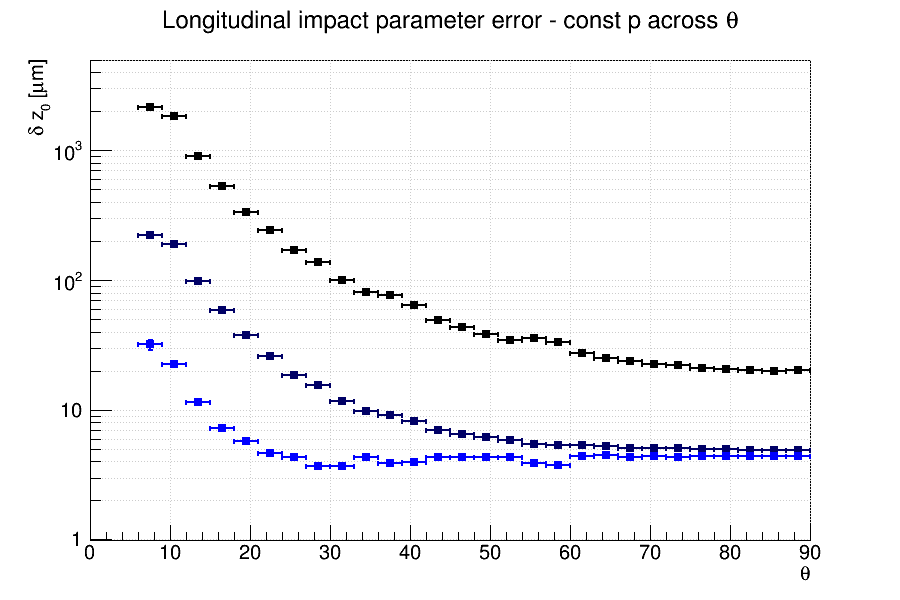 Longitudinal impact parameter error - const p across θ
δ z₀ [μm]
10³
10²
10
1
0 10 20 30 40 50 60 70 80 90
θ